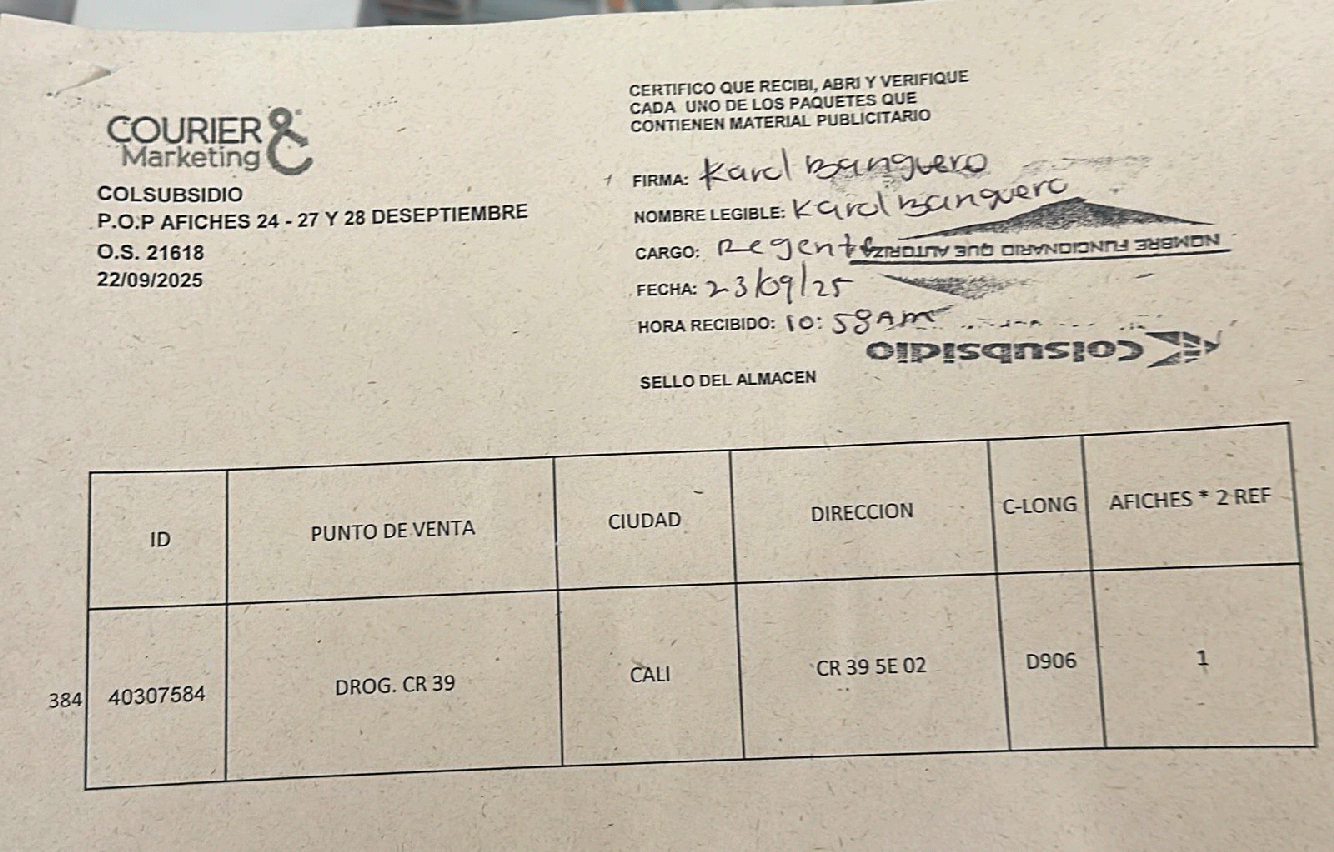 COURIER &
Marketing
COLSUBSIDIO
P.O.P AFICHES 24 - 27 Y 28 DESEPTIEMBRE
O.S. 21618
22/09/2025
CERTIFICO QUE RECIBI, ABRI Y VERIFIQUE
CADA UNO DE LOS PAQUETES QUE
CONTIENEN MATERIAL PUBLICITARIO
FIRMA: Karol Banguero
NOMBRE LEGIBLE: Karol Banguero
CARGO: Regente
NOMBRE FUNCIONARIO QUE AUTORIZA
FECHA: 23/09/25
HORA RECIBIDO: 10:58 AM
Colsubsidio
SELLO DEL ALMACEN
ID PUNTO DE VENTA CIUDAD DIRECCION C-LONG AFICHES * 2 REF
384 40307584 DROG. CR 39 CALI CR 39 5E 02 D906 1